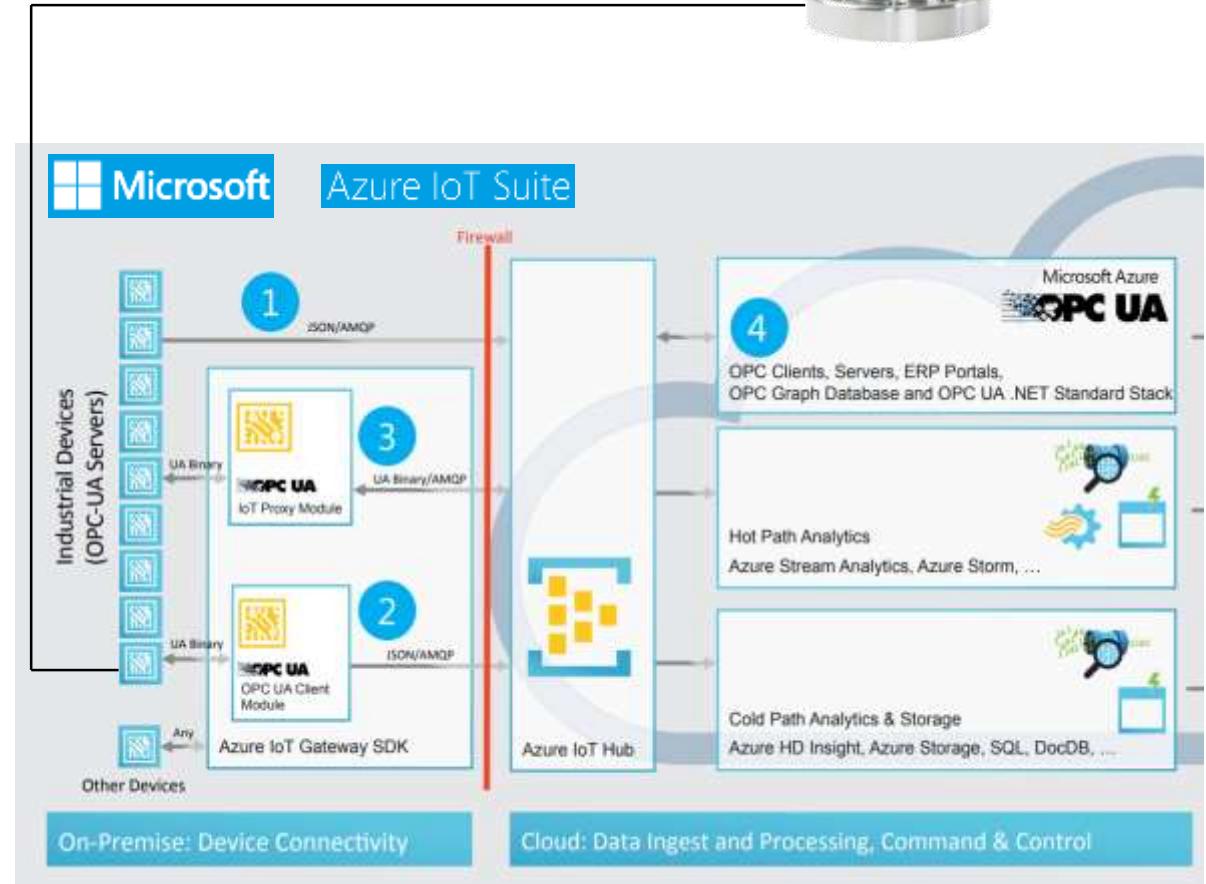 Microsoft
Azure IoT Suite
Firewall
1
JSON/AMQP
Industrial Devices
(OPC-UA Servers)
UA Binary
OPC UA
IoT Proxy Module
3
UA Binary/AMQP
UA Binary
OPC UA
OPC UA Client
Module
2
JSON/AMQP
Any
Other Devices
Azure IoT Gateway SDK
Azure IoT Hub
4
Microsoft Azure
OPC UA
OPC Clients, Servers, ERP Portals,
OPC Graph Database and OPC UA .NET Standard Stack
Hot Path Analytics
Azure Stream Analytics, Azure Storm, ...
Cold Path Analytics & Storage
Azure HD Insight, Azure Storage, SQL, DocDB, ...
On-Premise: Device Connectivity
Cloud: Data Ingest and Processing, Command & Control